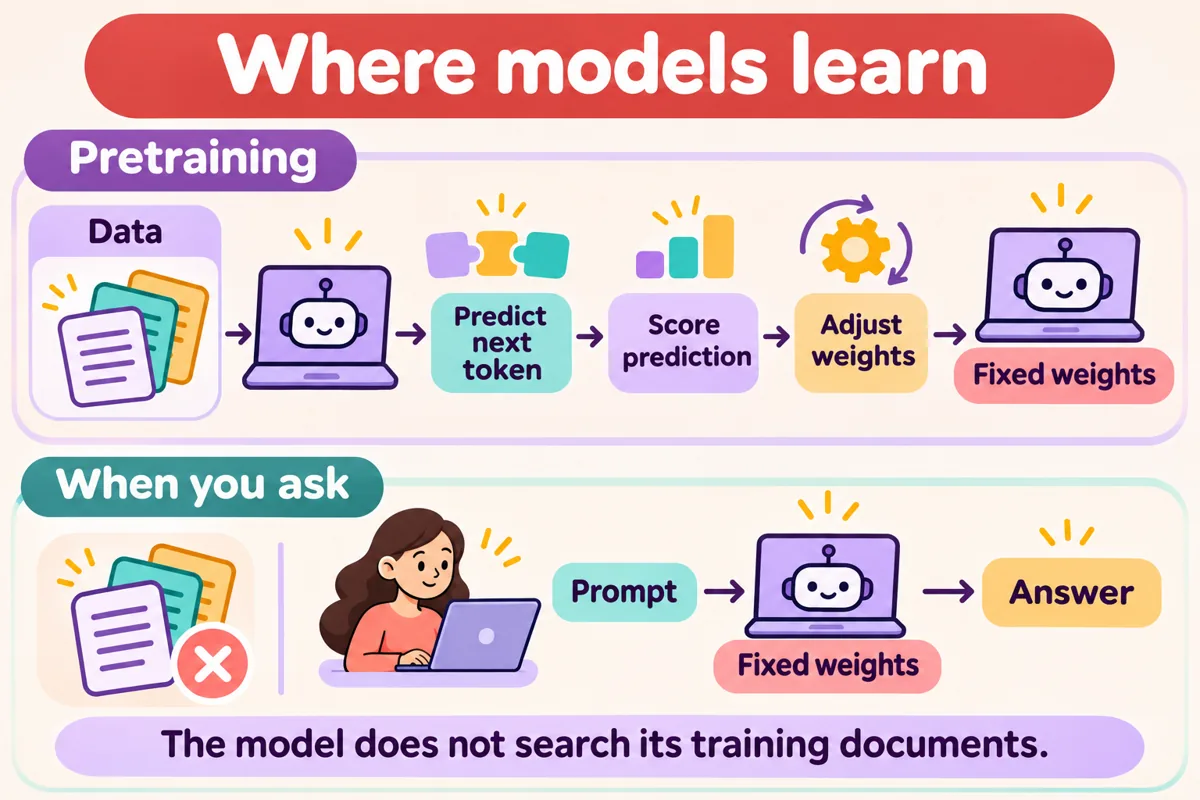 Where models learn
Pretraining
Data
Predict
next
token
Score
prediction
Adjust
weights
Fixed weights
When you ask
Prompt
Fixed weights
Answer
The model does not search its training documents.